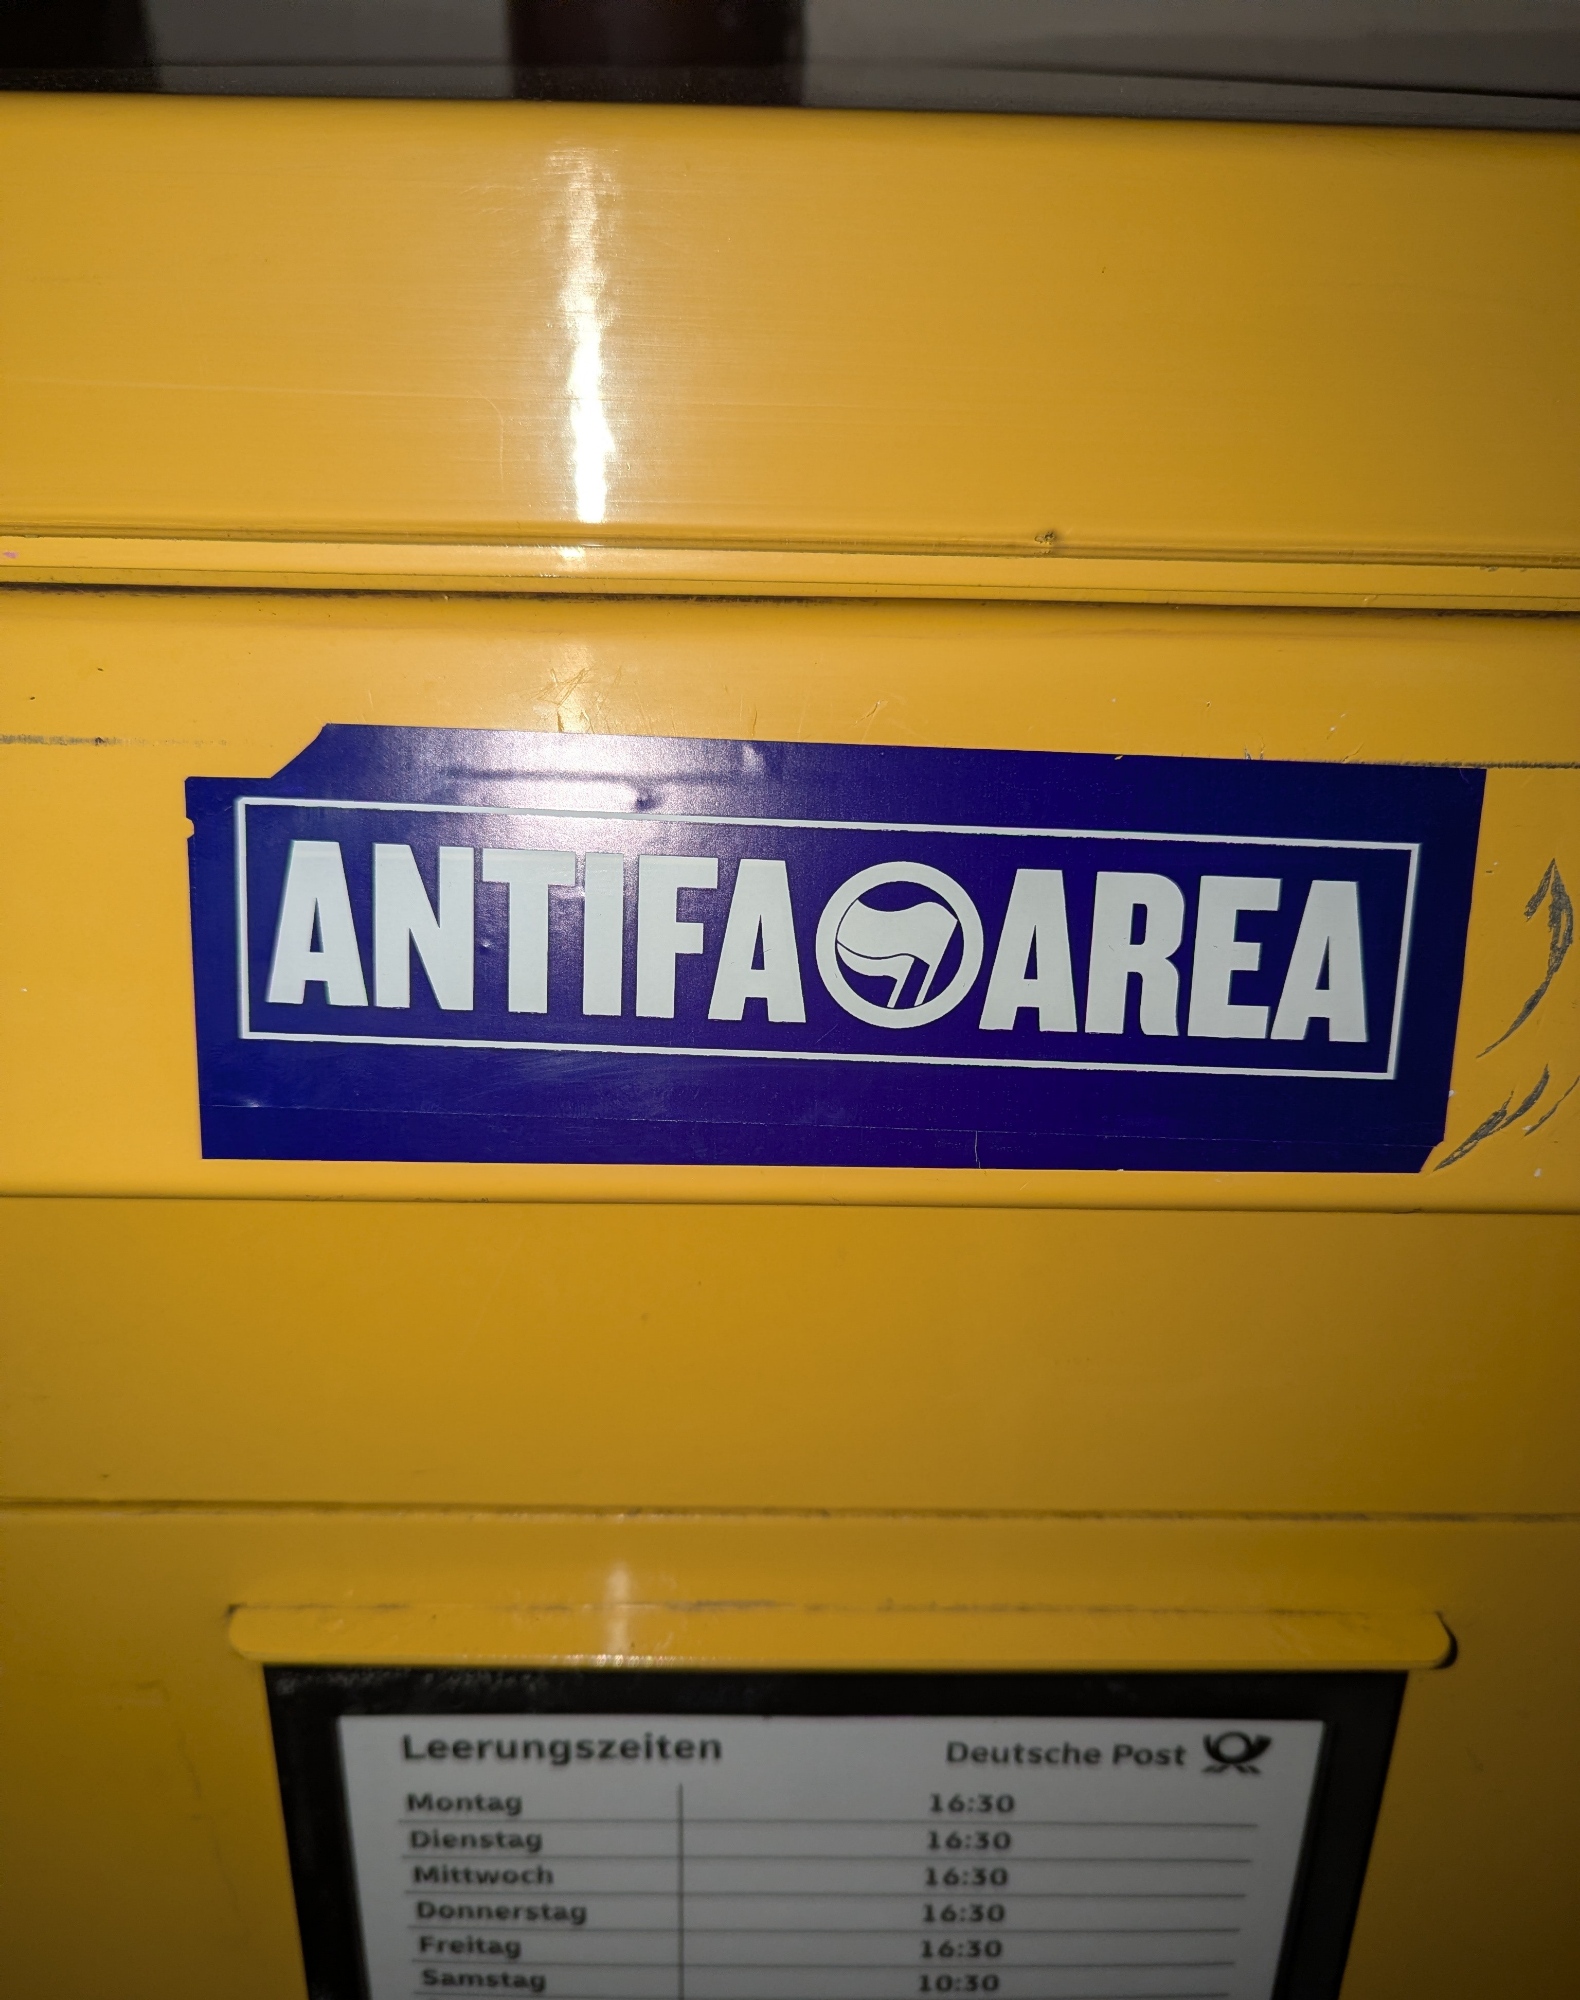 ANTIFA AREA
Leerungszeiten Deutsche Post
Montag 16:30
Dienstag 16:30
Mittwoch 16:30
Donnerstag 16:30
Freitag 16:30
Samstag 10:30